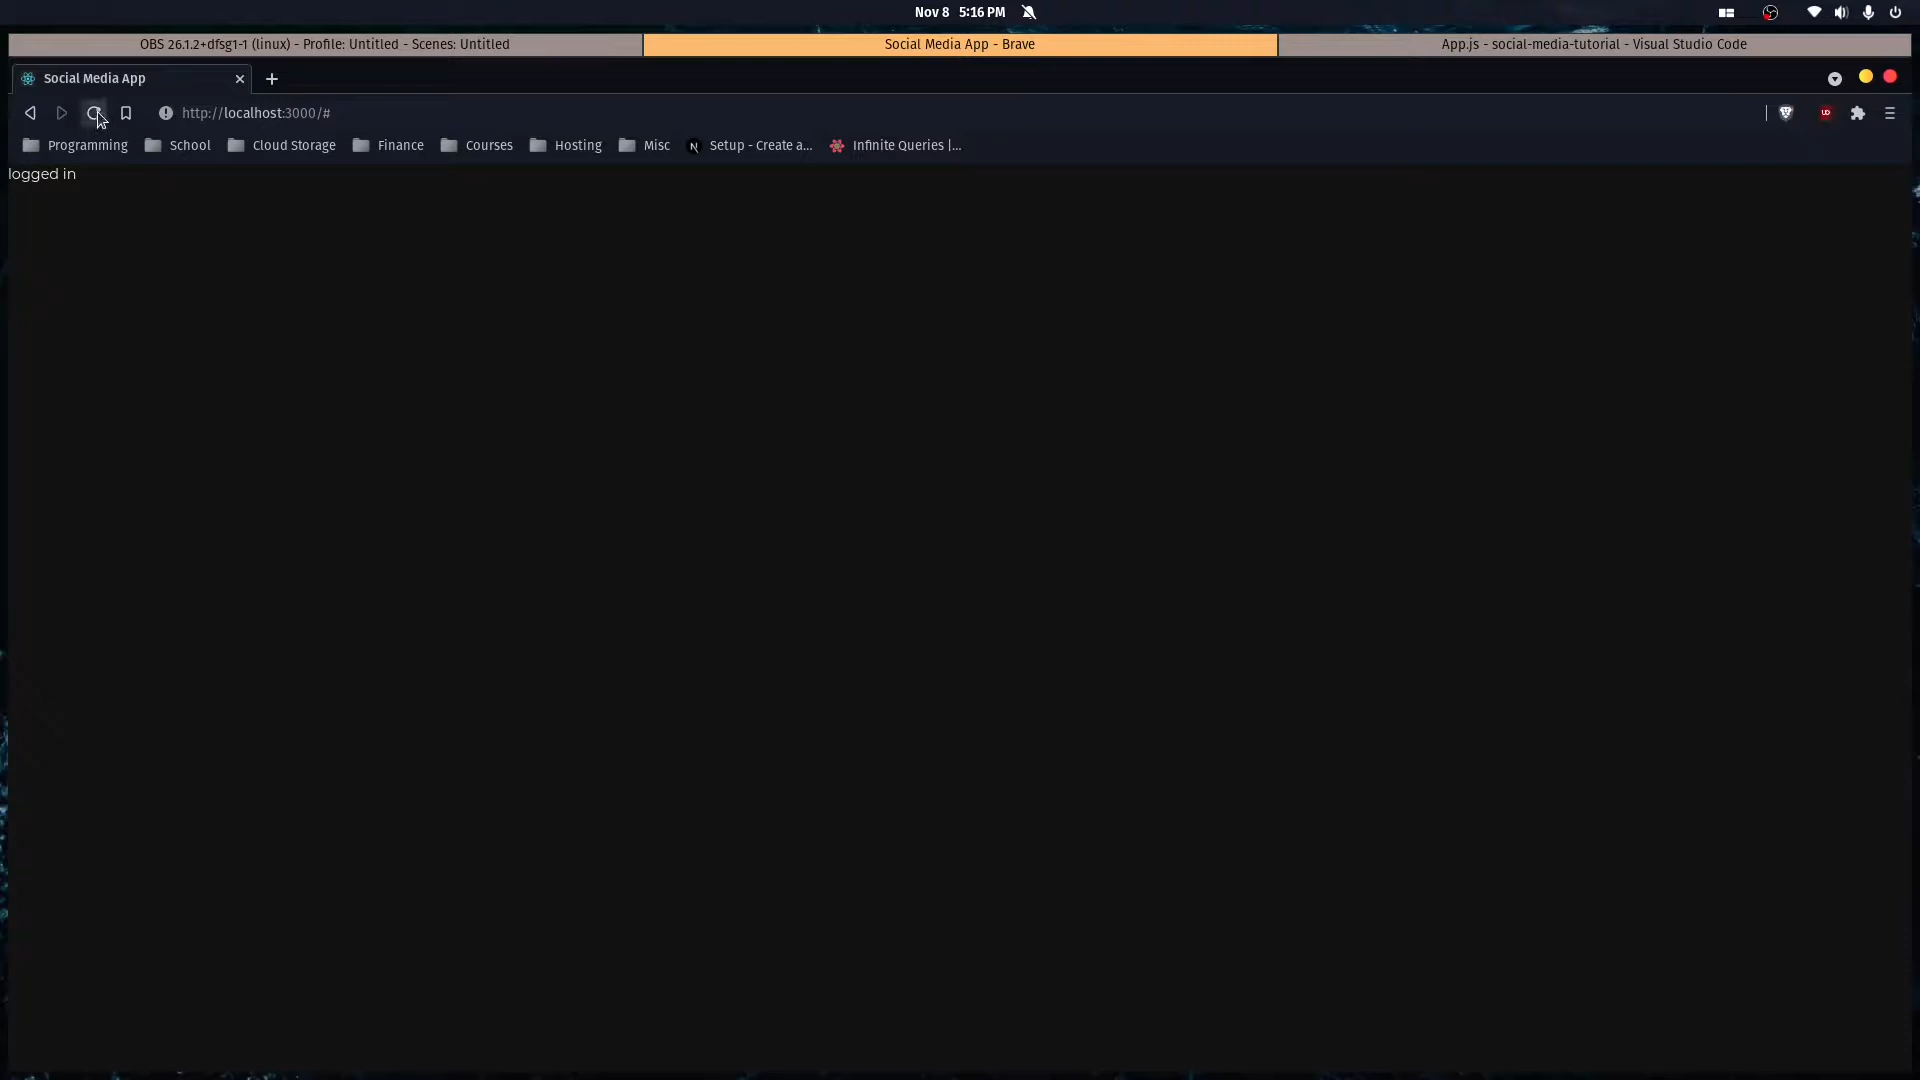 Nov 8 5:16 PM
OBS 26.1.2+dfsg1-1 (linux) - Profile: Untitled - Scenes: Untitled
Social Media App - Brave
App.js - social-media-tutorial - Visual Studio Code
Social Media App
http://localhost:3000/#
UD
Programming School Cloud Storage Finance Courses Hosting Misc N Setup - Create a... Infinite Queries |...
logged in